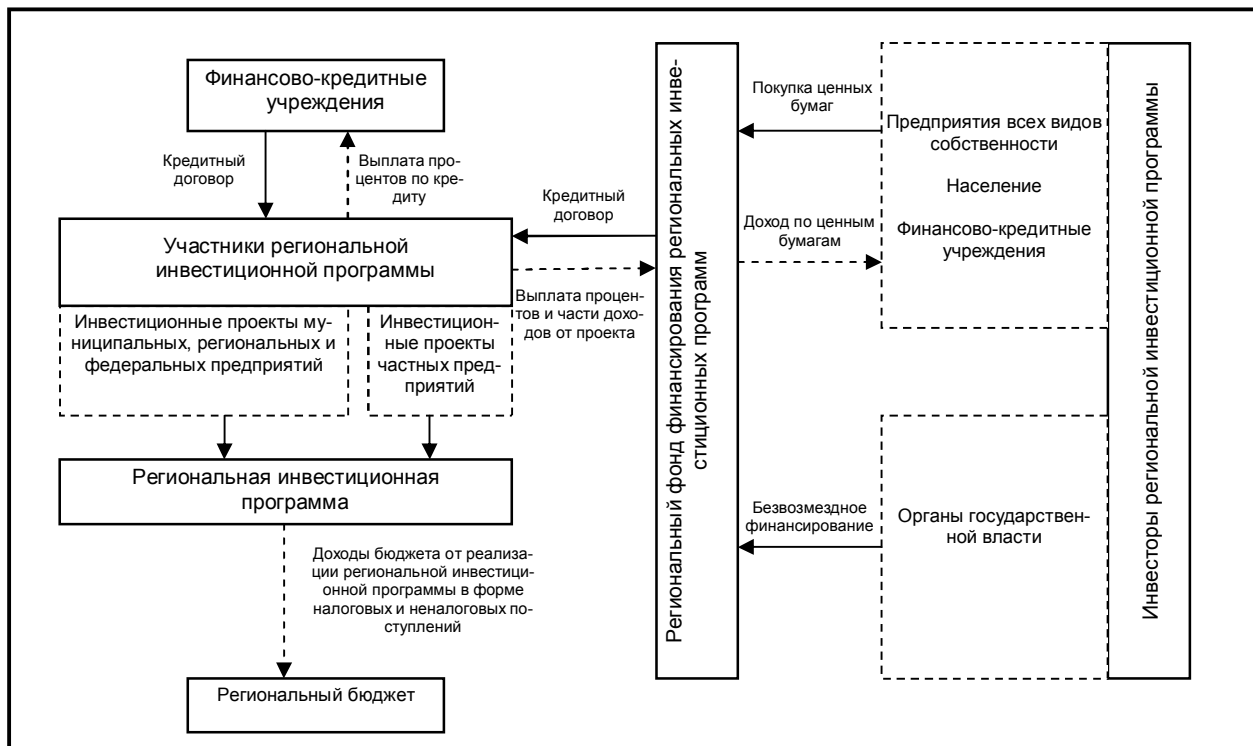 Финансово-кредитные
учреждения
Кредитный
договор
Выплата про-
центов по кре-
диту
Участники региональной
инвестиционной программы
Инвестиционные проекты му-
ниципальных, региональных и
федеральных предприятий
Инвестицион-
ные проекты
частных пред-
приятий
Региональная инвестиционная
программа
Доходы бюджета от реализа-
ции региональной инвестици-
онной программы в форме
налоговых и неналоговых по-
ступлений
Региональный бюджет
Кредитный
договор
Выплата процен-
тов и части дохо-
дов от проекта
Региональный фонд финансирования региональных инве-
стиционных программ
Покупка ценных
бумаг
Доход по ценным
бумагам
Безвозмездное
финансирование
Предприятия всех видов
собственности
Население
Финансово-кредитные
учреждения
Органы государствен-
ной власти
Инвесторы региональной инвестиционной программы